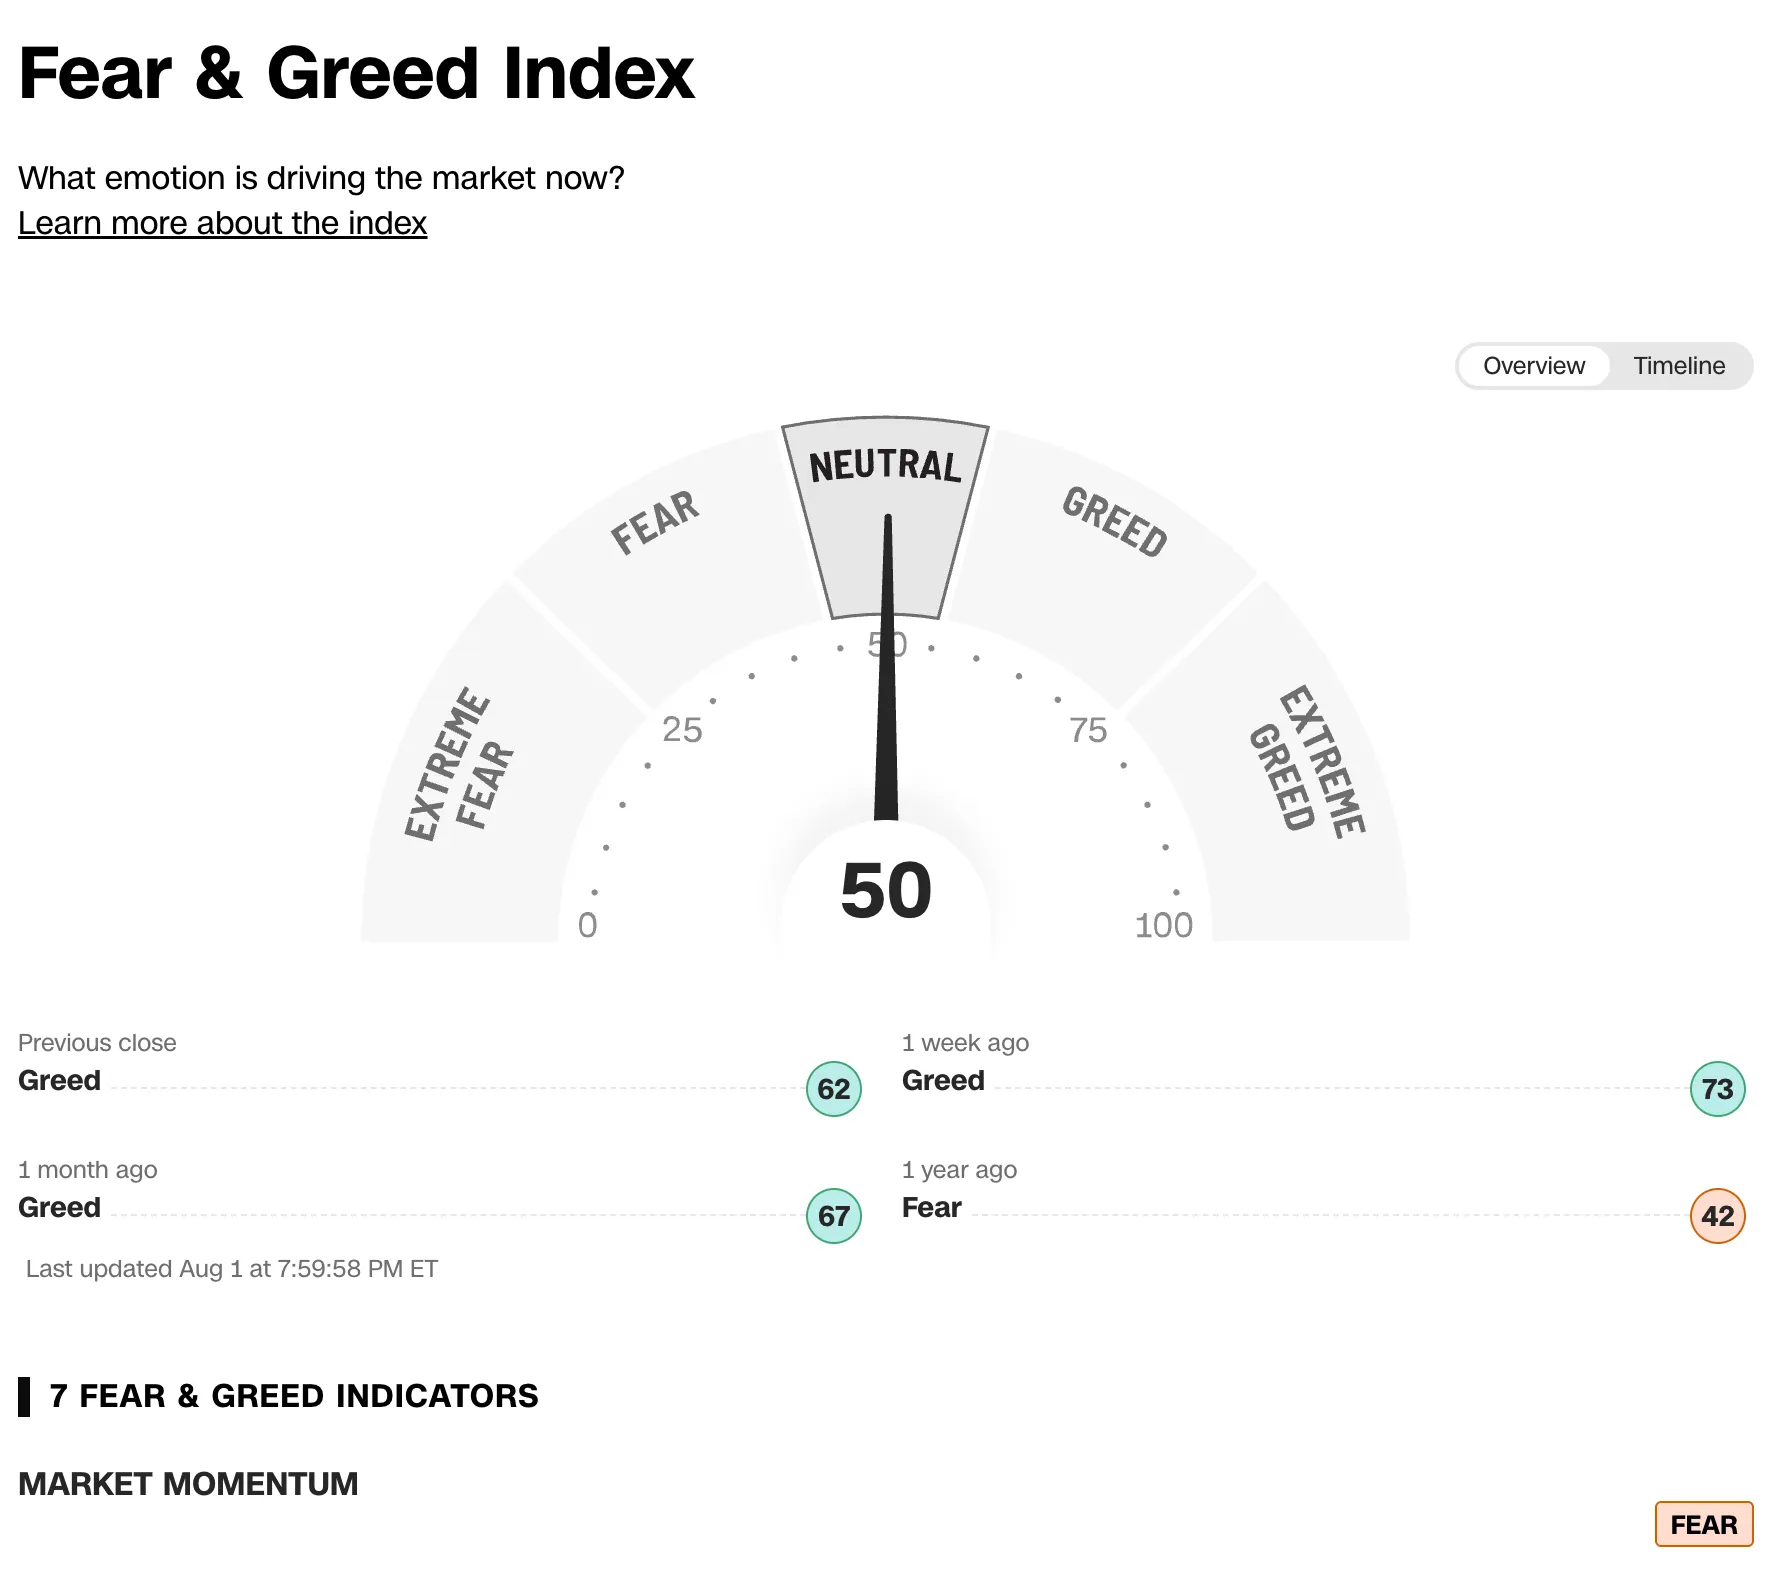 Fear & Greed Index
What emotion is driving the market now?
Learn more about the index
Overview Timeline
EXTREME
FEAR
FEAR
NEUTRAL
GREED
EXTREME
GREED
0
25
50
75
100
50
Previous close
Greed 62
1 week ago
Greed 73
1 month ago
Greed 67
1 year ago
Fear 42
Last updated Aug 1 at 7:59:58 PM ET
7 FEAR & GREED INDICATORS
MARKET MOMENTUM
FEAR